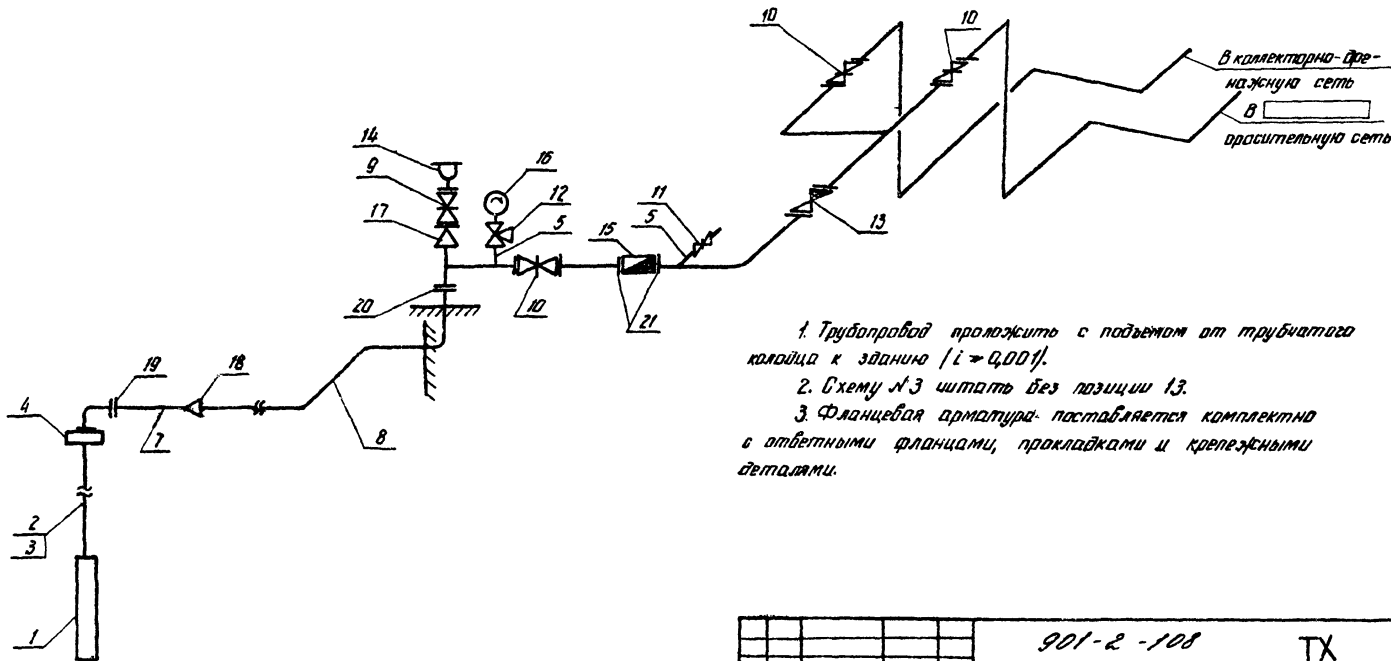 10
10
В коллекторно-дре-
нажную сеть
В
оросительную сеть
14
9
17
16
12
5
15
5
11
13
20
10
21
19
18
4
7
8
2
3
1
1. Трубопровод проложить с подъемом от трубчатого
колодца к зданию (i ⇒ 0,001).
2. Схему №3 читать без позиции 13.
3. Фланцевая арматура поставляется комплектно
с ответными фланцами, прокладками и крепежными
деталями.
901-2-108 ТХ